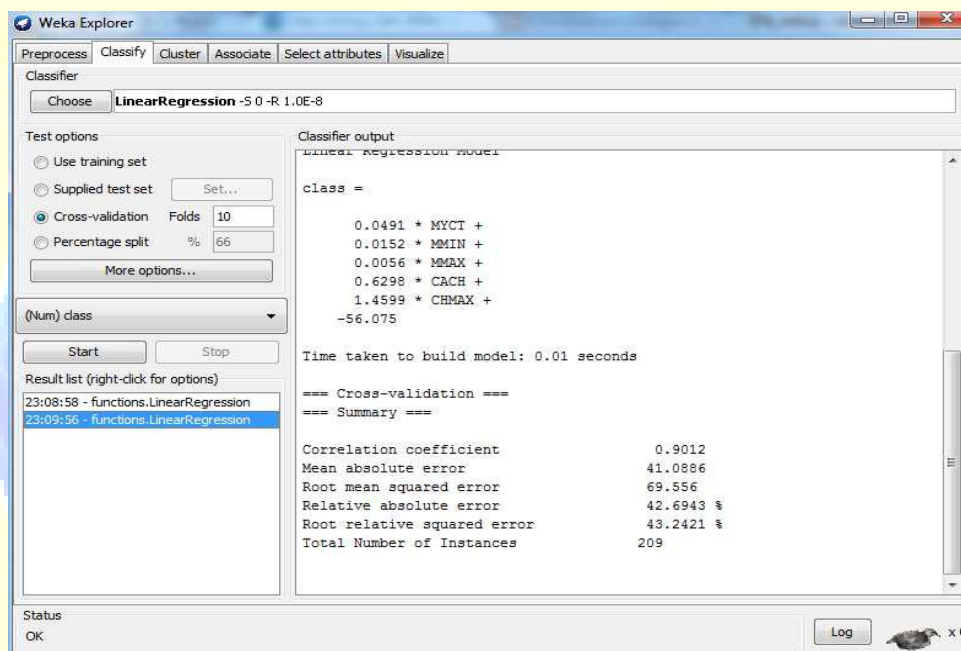 Weka Explorer
Preprocess Classify Cluster Associate Select attributes Visualize
Classifier
Choose LinearRegression -S 0 -R 1.0E-8
Test options
Use training set
Supplied test set Set...
Cross-validation Folds 10
Percentage split % 66
More options...
(Num) class
Start Stop
Result list (right-click for options)
23:08:58 - functions.LinearRegression
23:09:56 - functions.LinearRegression
Classifier output
Linear Regression Model
class =
0.0491 * MYCT +
0.0152 * MMIN +
0.0056 * MMAX +
0.6298 * CACH +
1.4599 * CHMAX +
-56.075
Time taken to build model: 0.01 seconds
=== Cross-validation ===
=== Summary ===
Correlation coefficient 0.9012
Mean absolute error 41.0886
Root mean squared error 69.556
Relative absolute error 42.6943 %
Root relative squared error 43.2421 %
Total Number of Instances 209
Status
OK
Log